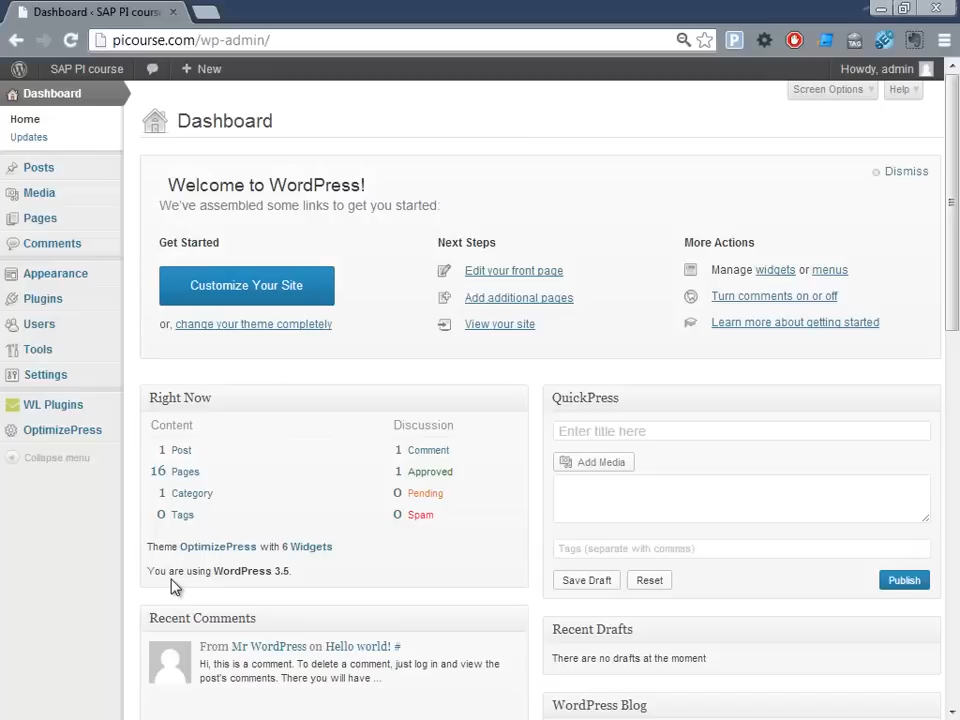 Dashboard ‹ SAP PI course
picourse.com/wp-admin/
SAP PI course
+ New
Howdy, admin
Dashboard
Screen Options
Help
Home
Updates
Dashboard
Posts
Media
Pages
Comments
Appearance
Plugins
Users
Tools
Settings
WL Plugins
OptimizePress
Collapse menu
Welcome to WordPress!
Dismiss
We've assembled some links to get you started:
Get Started
Customize Your Site
or, change your theme completely
Next Steps
Edit your front page
Add additional pages
View your site
More Actions
Manage widgets or menus
Turn comments on or off
Learn more about getting started
Right Now
Content
Discussion
1 Post
1 Comment
16 Pages
1 Approved
1 Category
0 Pending
0 Tags
0 Spam
Theme OptimizePress with 6 Widgets
You are using WordPress 3.5.
Recent Comments
From Mr WordPress on Hello world! #
Hi, this is a comment. To delete a comment, just log in and view the
post's comments. There you will have ...
QuickPress
Enter title here
Add Media
Tags (separate with commas)
Save Draft
Reset
Publish
Recent Drafts
There are no drafts at the moment
WordPress Blog